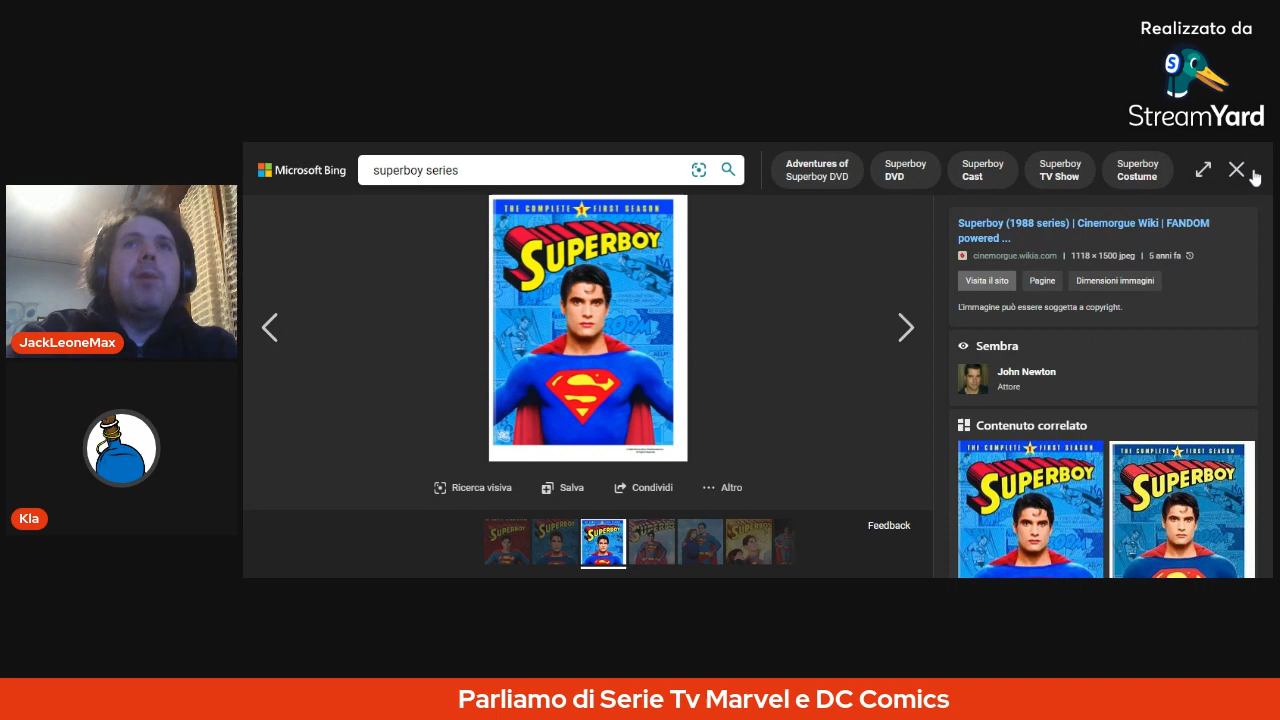 Realizzato da
StreamYard
Microsoft Bing
superboy series
Adventures of
Superboy DVD
Superboy
DVD
Superboy
Cast
Superboy
TV Show
Superboy
Costume
THE COMPLETE 1 FIRST SEASON
SUPERBOY
Superboy (1988 series) | Cinemorgue Wiki | FANDOM
powered ...
cinemorgue.wikia.com | 1118 × 1500 jpeg | 5 anni fa
Visita il sito
Pagine
Dimensioni immagini
L'immagine può essere soggetta a copyright.
Sembra
John Newton
Attore
Contenuto correlato
THE COMPLETE 1 FIRST SEASON
SUPERBOY
THE COMPLETE 1 FIRST SEASON
SUPERBOY
JackLeoneMax
Kla
Ricerca visiva
Salva
Condividi
Altro
Feedback
Parliamo di Serie Tv Marvel e DC Comics